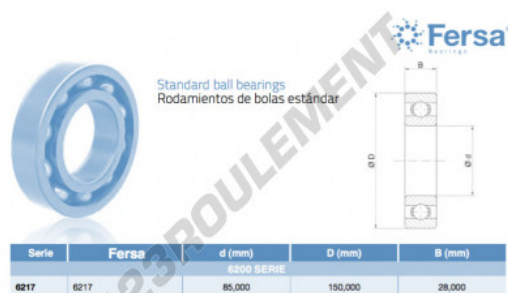 Fersa
Bearings
Standard ball bearings
Rodamientos de bolas estándar
B
Ø D
Ø d
123ROULEMENT
Serie Fersa d (mm) D (mm) B (mm)
6200 SERIE
6217 6217 85,000 150,000 28,000